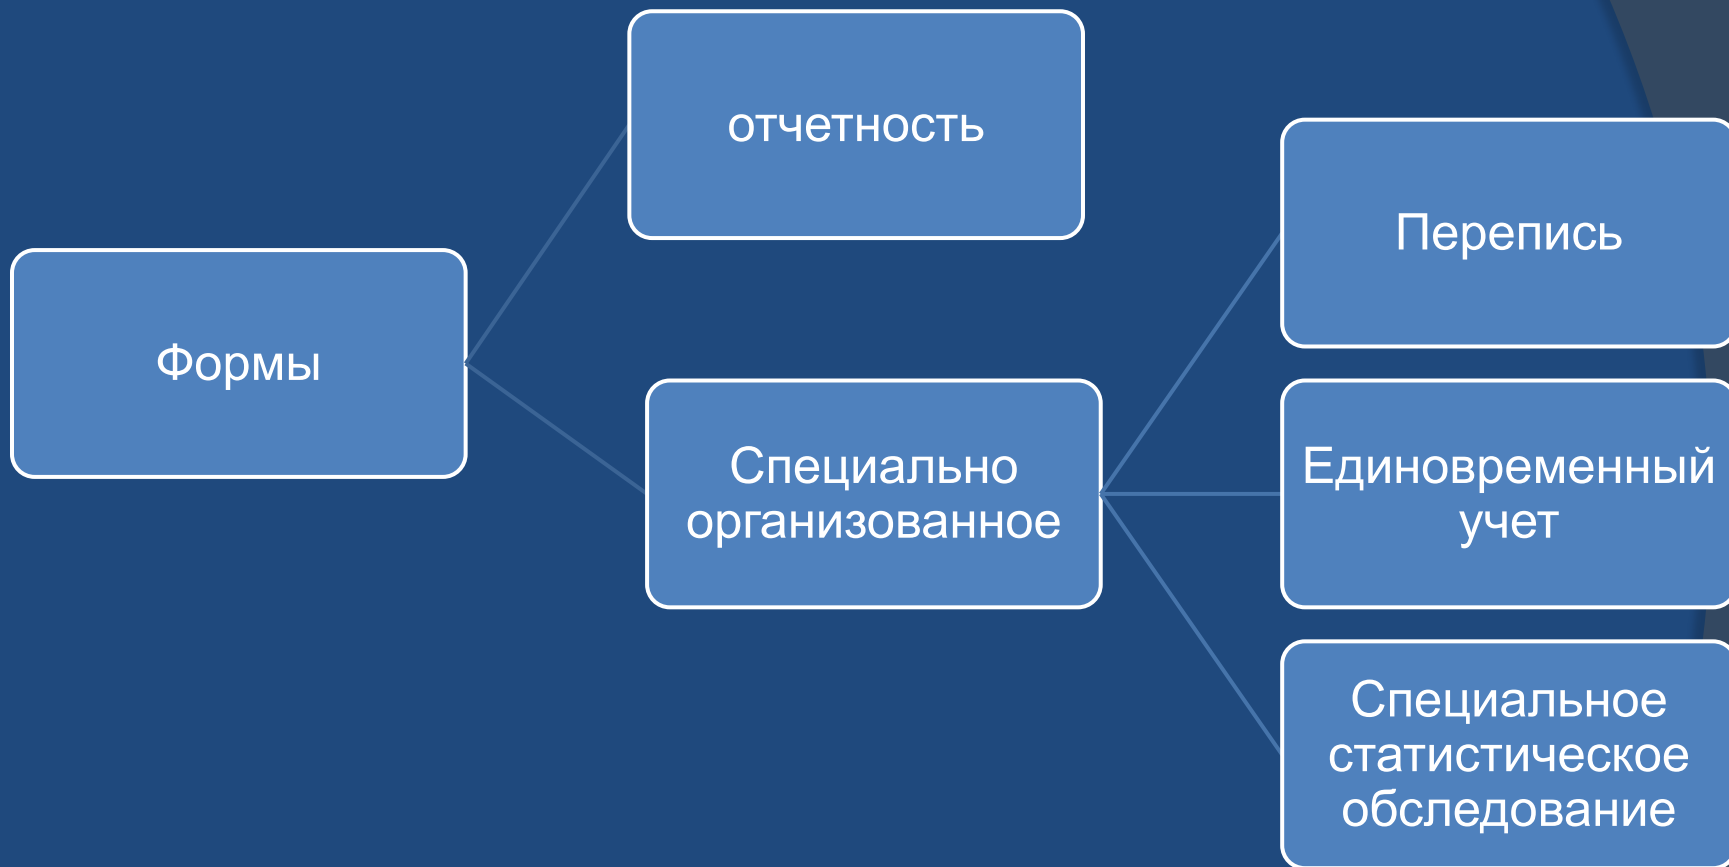 отчетность
Перепись
Формы
Специально
организованное
Единовременный
учет
Специальное
статистическое
обследование